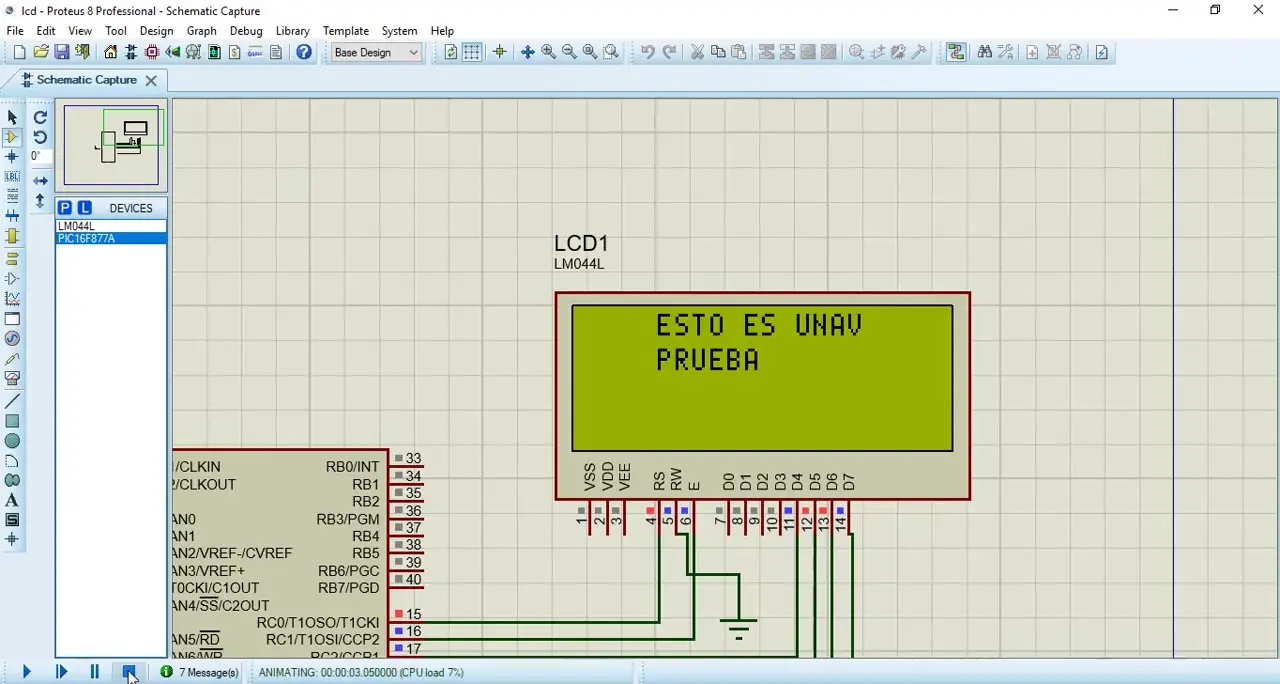 lcd - Proteus 8 Professional - Schematic Capture
File Edit View Tool Design Graph Debug Library Template System Help
Base Design
Schematic Capture
0°
P L DEVICES
LM044L
PIC16F877A
LCD1
LM044L
ESTO ES UNAV
PRUEBA
VSS VDD VEE RS RW E D0 D1 D2 D3 D4 D5 D6 D7
1 2 3 4 5 6 7 8 9 10 11 12 13 14
/CLKIN RB0/INT 33
2/CLKOUT RB1 34
RB2 35
AN0 RB3/PGM 36
AN1 RB4 37
AN2/VREF-/CVREF RB5 38
AN3/VREF+ RB6/PGC 39
T0CKI/C1OUT RB7/PGD 40
AN4/SS/C2OUT
RC0/T1OSO/T1CKI 15
AN5/RD RC1/T1OSI/CCP2 16
AN6/WR RC2/CCP1 17
7 Message(s) ANIMATING: 00:00:03.050000 (CPU load 7%)